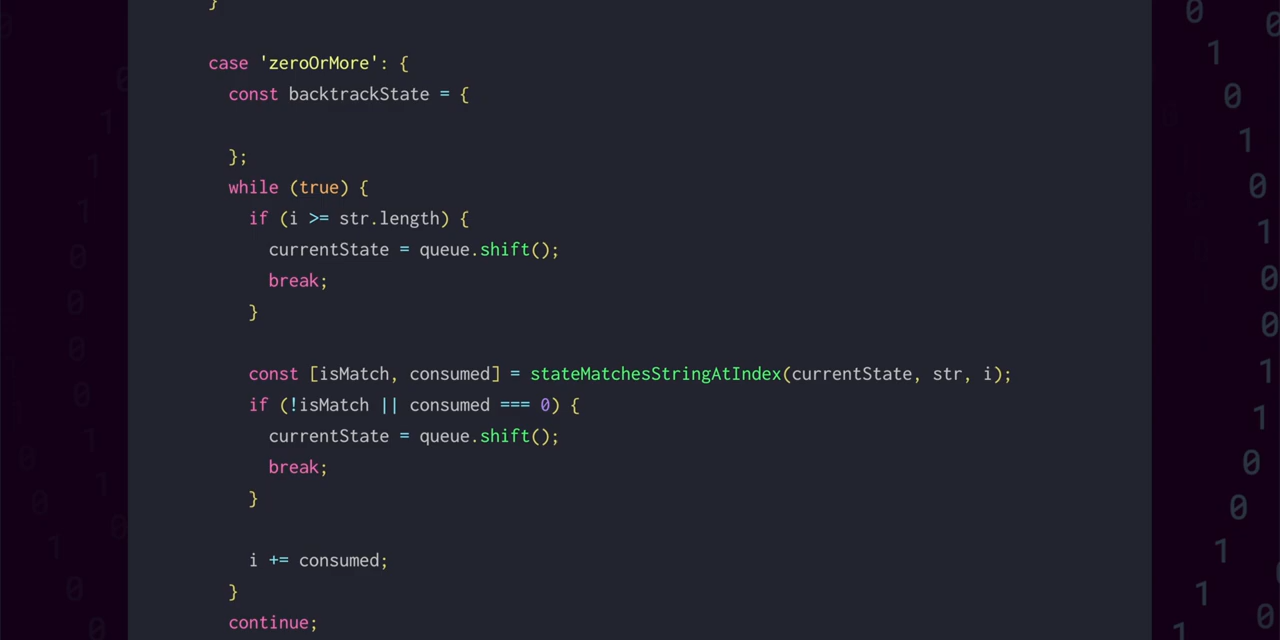 }
case 'zeroOrMore': {
const backtrackState = {
};
while (true) {
if (i >= str.length) {
currentState = queue.shift();
break;
}
const [isMatch, consumed] = stateMatchesStringAtIndex(currentState, str, i);
if (!isMatch || consumed === 0) {
currentState = queue.shift();
break;
}
i += consumed;
}
continue;